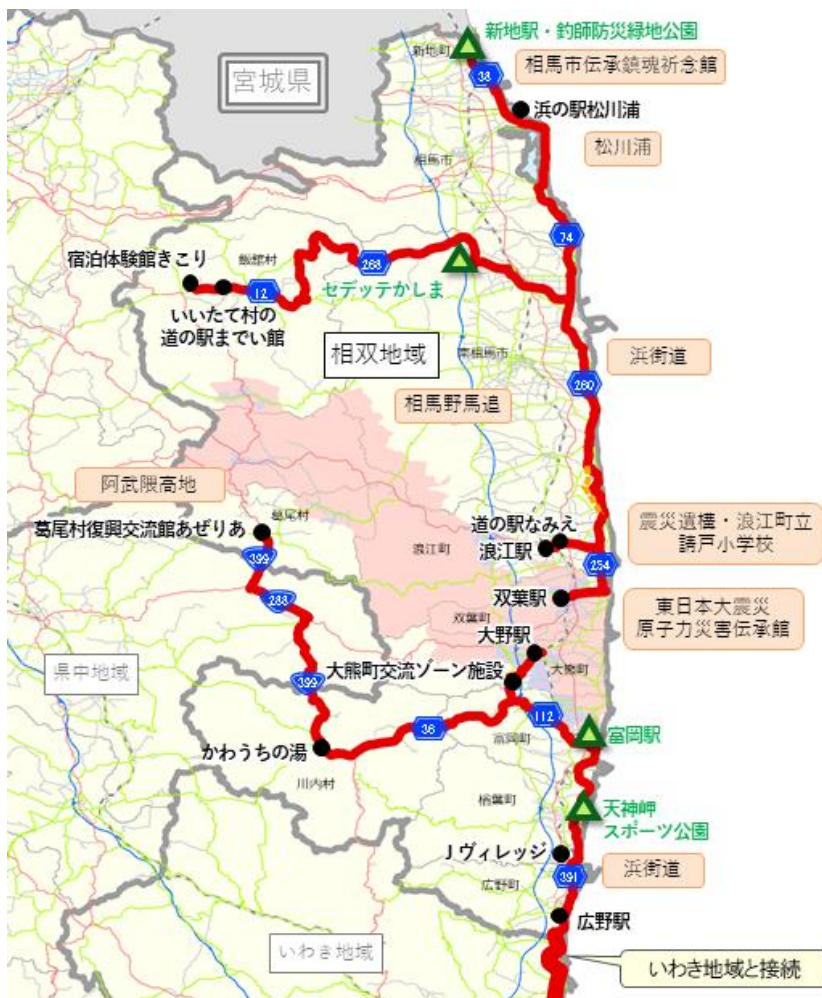 新地駅・釣師防災緑地公園
新地町
宮城県
38
相馬市伝承鎮魂祈念館
浜の駅松川浦
松川浦
相馬市
74
宿泊体験館きこり
飯舘村
268
12
セデッテかしま
いいたて村の
道の駅までい館
相双地域
南相馬市
浜街道
260
相馬野馬追
阿武隈高地
葛尾村
葛尾村復興交流館あぜりあ
399
道の駅なみえ
浪江駅
浪江町
震災遺構・浪江町立
請戸小学校
254
288
双葉駅
双葉町
東日本大震災
原子力災害伝承館
大野駅
県中地域
大熊町交流ゾーン施設
大熊町
399
112
36
富岡駅
富岡町
かわうちの湯
川内村
楢葉町
天神岬
スポーツ公園
Jヴィレッジ
391
浜街道
広野町
広野駅
いわき地域
いわき地域と接続